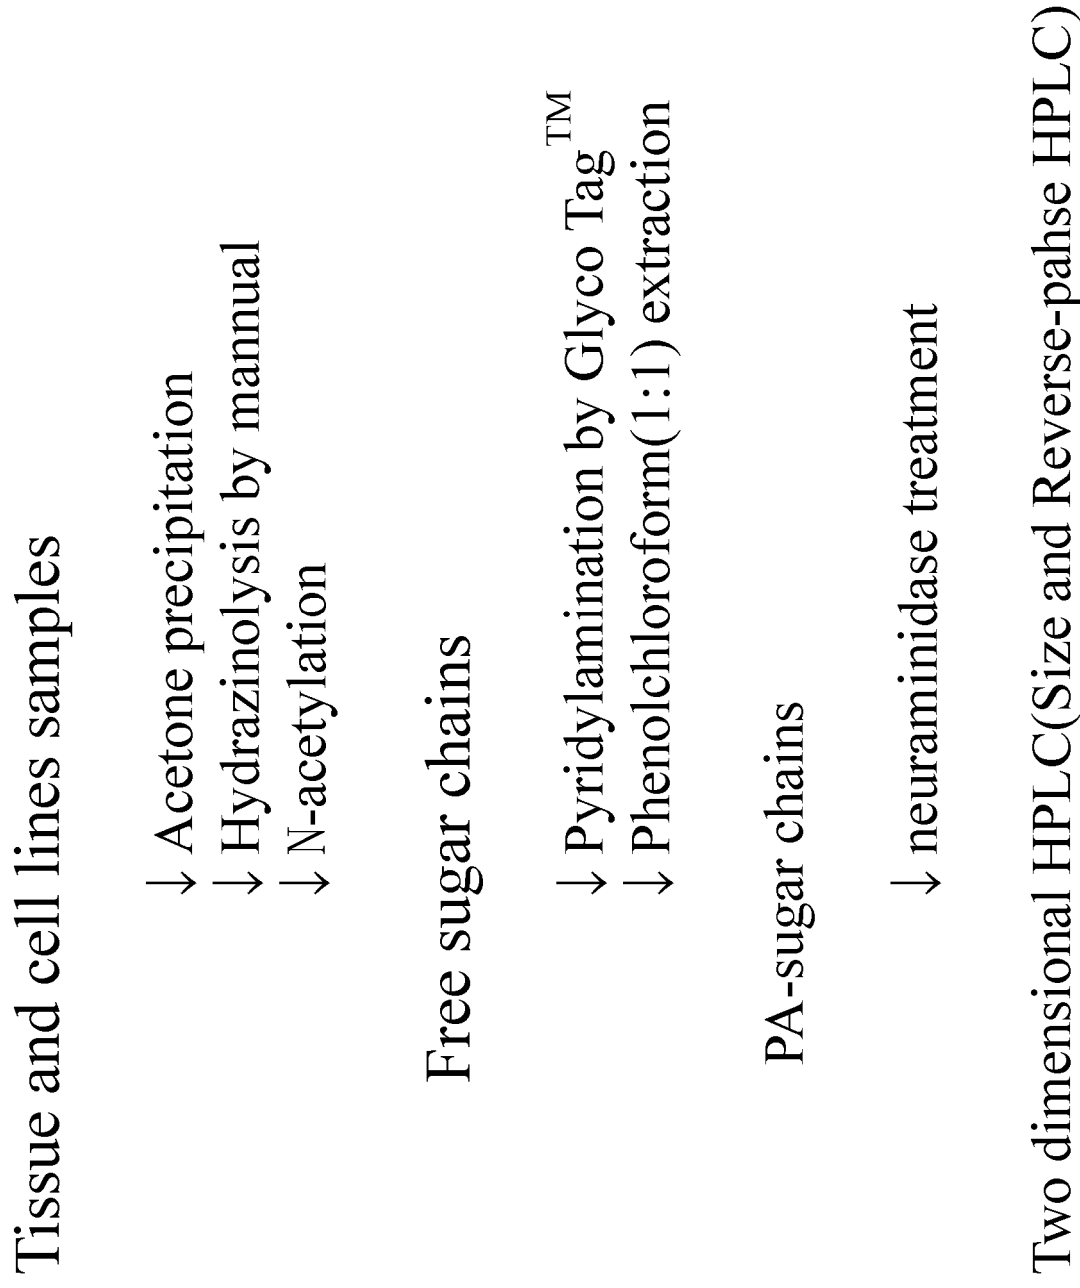 Tissue and cell lines samples
↓ Acetone precipitation
↓ Hydrazinolysis by mannual
↓ N-acetylation
Free sugar chains
↓ Pyridylamination by Glyco Tag™
↓ Phenolchloroform(1:1) extraction
PA-sugar chains
↓ neuraminidase treatment
Two dimensional HPLC(Size and Reverse-pahse HPLC)